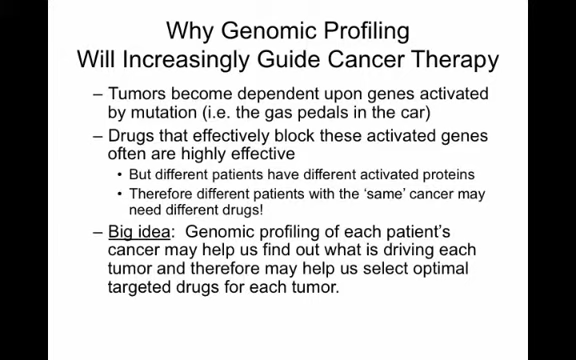 Why Genomic Profiling
Will Increasingly Guide Cancer Therapy
– Tumors become dependent upon genes activated
by mutation (i.e. the gas pedals in the car)
– Drugs that effectively block these activated genes
often are highly effective
• But different patients have different activated proteins
• Therefore different patients with the ‘same’ cancer may
need different drugs!
– Big idea: Genomic profiling of each patient’s
cancer may help us find out what is driving each
tumor and therefore may help us select optimal
targeted drugs for each tumor.